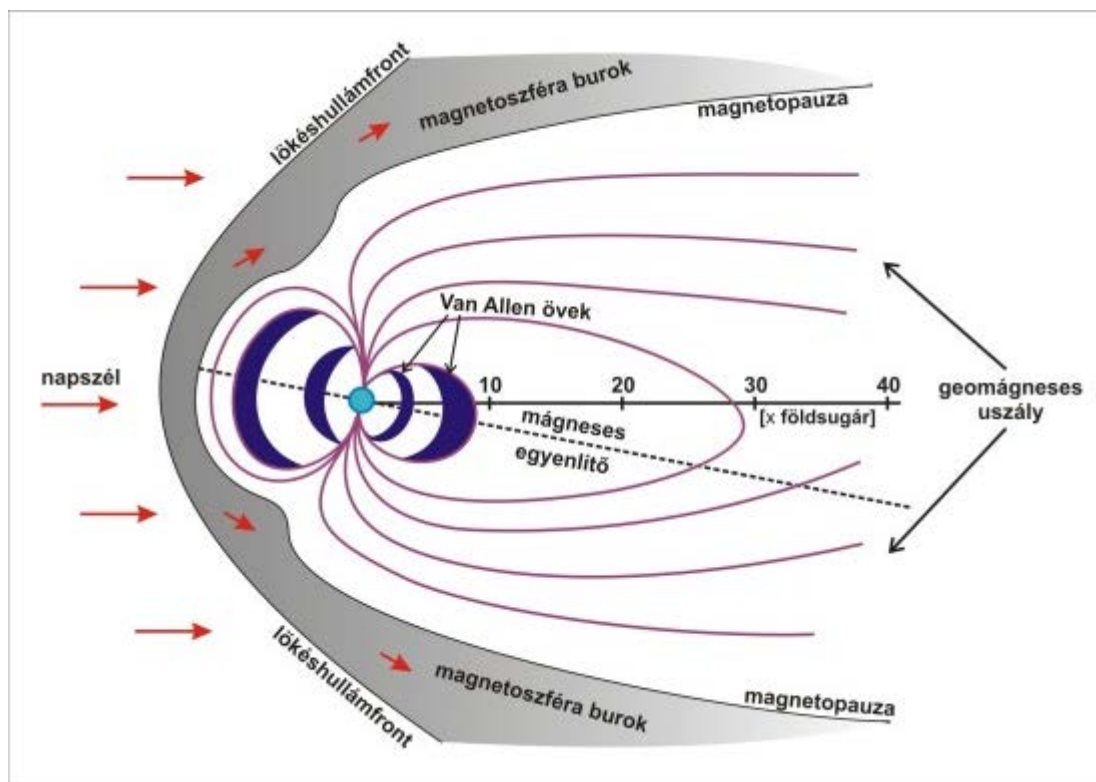 lökéshullámfront
magnetoszféra burok
magnetopauza
Van Allen övek
napszél
10
20
30
40
[x földsugár]
mágneses
egyenlítő
geomágneses
uszály
lökéshullámfront
magnetoszféra burok
magnetopauza